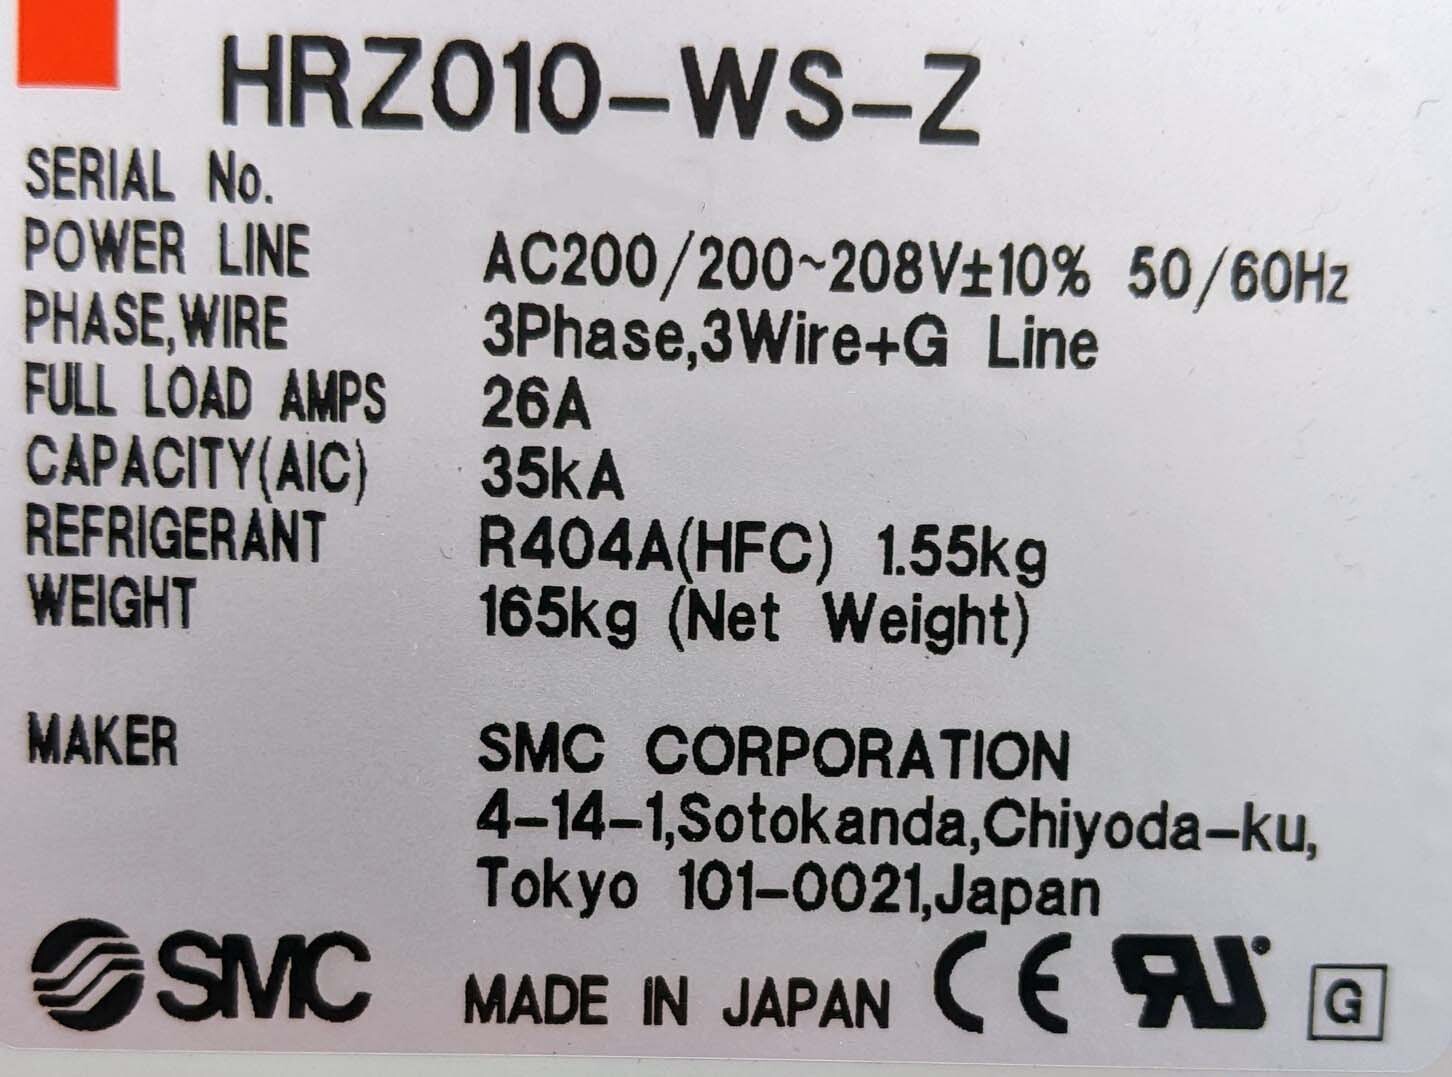 HRZ010-WS-Z
SERIAL No.
POWER LINE AC200/200~208V±10% 50/60Hz
PHASE,WIRE 3Phase,3Wire+G Line
FULL LOAD AMPS 26A
CAPACITY(AIC) 35kA
REFRIGERANT R404A(HFC) 1.55kg
WEIGHT 165kg (Net Weight)
MAKER SMC CORPORATION
4-14-1,Sotokanda,Chiyoda-ku,
Tokyo 101-0021,Japan
SMC MADE IN JAPAN CE RU G